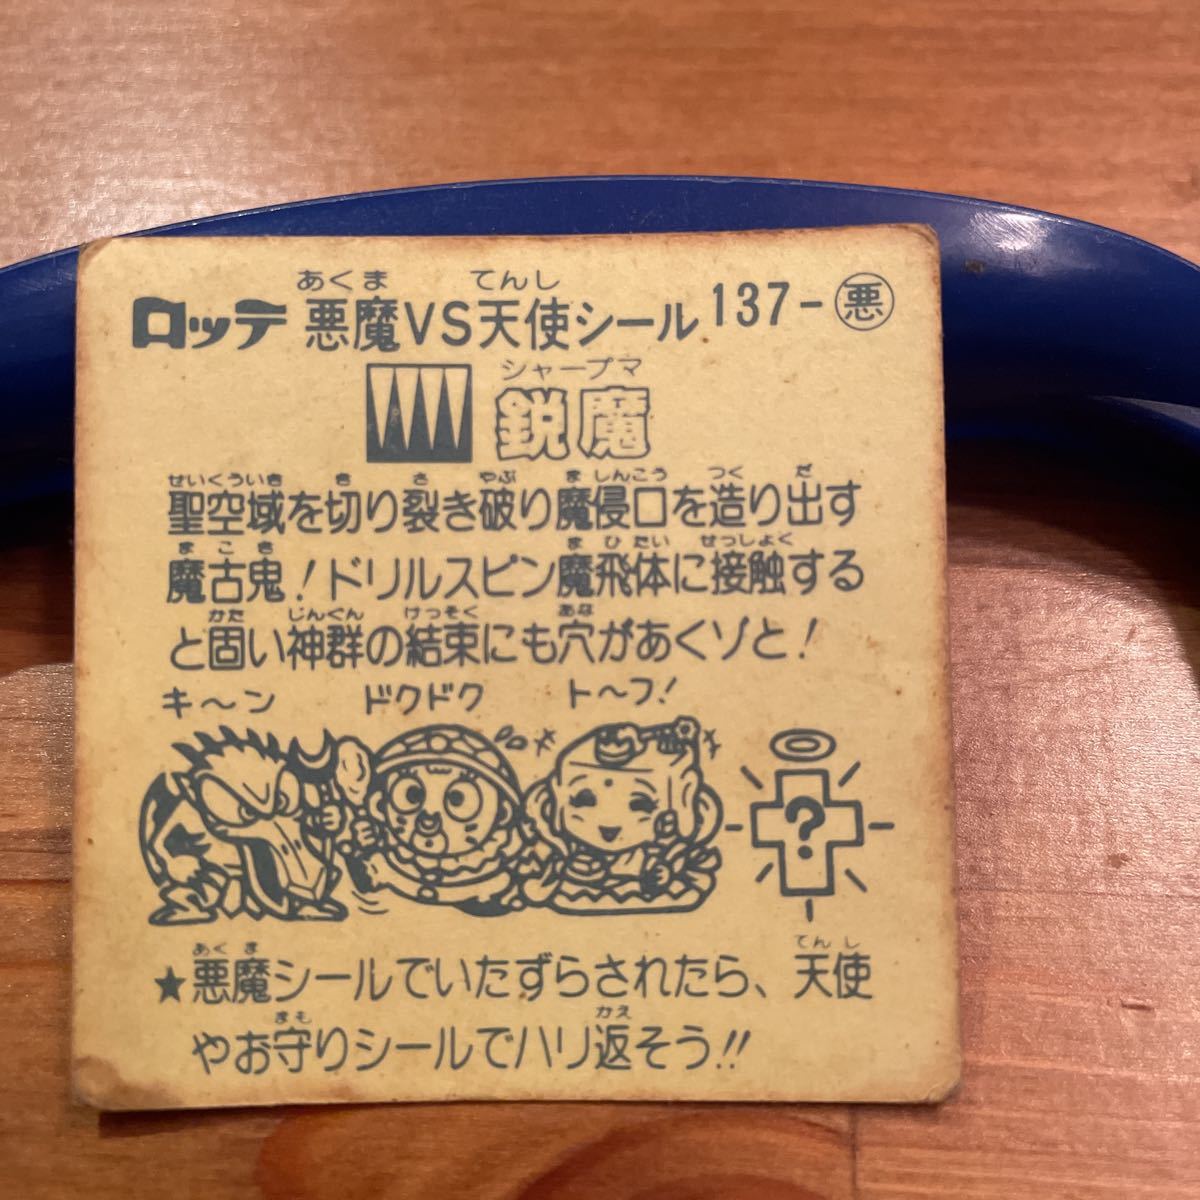 あくま てんし
ロッテ 悪魔VS天使シール 137-悪
シャープマ
鋭魔
せいくういき き さ やぶ ま しんこう つく だ
聖空域を切り裂き破り魔侵口を造り出す
ま こ き ま ひ たい せっしょく
魔古鬼!ドリルスピン魔飛体に接触する
かた じんぐん けっそく あな
と固い神群の結束にも穴があくゾと!
キ〜ン ドクドク ト〜フ!
?
あく ま てん し
★悪魔シールでいたずらされたら、天使
まも かえ
やお守りシールでハリ返そう!!